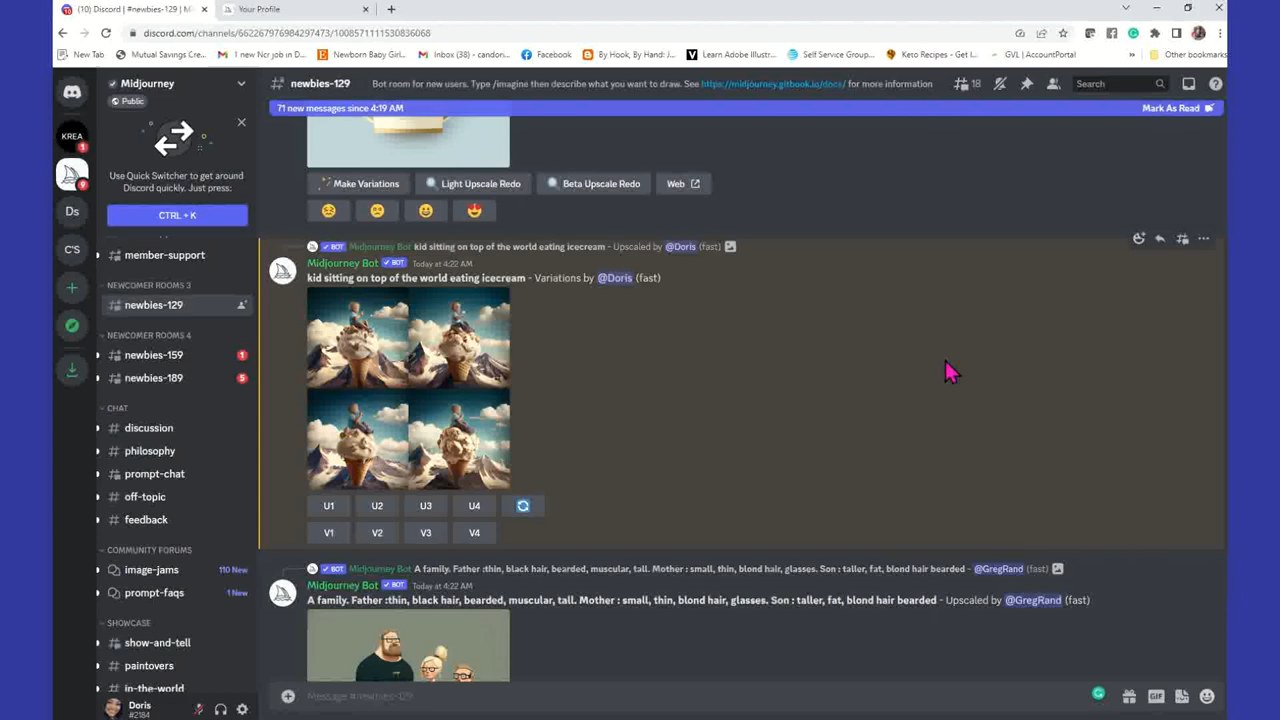 (10) Discord | #newbies-129 | M
Your Profile
discord.com/channels/662267976984297473/1008571111530836068
New Tab
Mutual Savings Cre...
1 new Ncr job in D...
Newborn Baby Girl...
Inbox (38) - candon...
Facebook
By Hook, By Hand: J...
Learn Adobe Illustr...
Self Service Group...
Keto Recipes - Get I...
GVL | AccountPortal
Other bookmarks
Midjourney
Public
# newbies-129
Bot room for new users. Type /imagine then describe what you want to draw. See https://midjourney.gitbook.io/docs/ for more information
18
Search
71 new messages since 4:19 AM
Mark As Read
KREA
1
9
Ds
C'S
Use Quick Switcher to get around
Discord quickly. Just press:
CTRL + K
member-support
NEWCOMER ROOMS 3
newbies-129
NEWCOMER ROOMS 4
newbies-159
1
newbies-189
5
CHAT
discussion
philosophy
prompt-chat
off-topic
feedback
COMMUNITY FORUMS
image-jams
110 New
prompt-faqs
1 New
SHOWCASE
show-and-tell
paintovers
in-the-world
Doris
#2184
Make Variations
Light Upscale Redo
Beta Upscale Redo
Web
BOT Midjourney Bot kid sitting on top of the world eating icecream - Upscaled by @Doris (fast)
Midjourney Bot BOT Today at 4:22 AM
kid sitting on top of the world eating icecream - Variations by @Doris (fast)
U1 U2 U3 U4
V1 V2 V3 V4
BOT Midjourney Bot A family. Father :thin, black hair, bearded, muscular, tall. Mother : small, thin, blond hair, glasses. Son : taller, fat, blond hair bearded - @GregRand (fast)
Midjourney Bot BOT Today at 4:22 AM
A family. Father :thin, black hair, bearded, muscular, tall. Mother : small, thin, blond hair, glasses. Son : taller, fat, blond hair bearded - Upscaled by @GregRand (fast)
Message #newbies-129
GIF